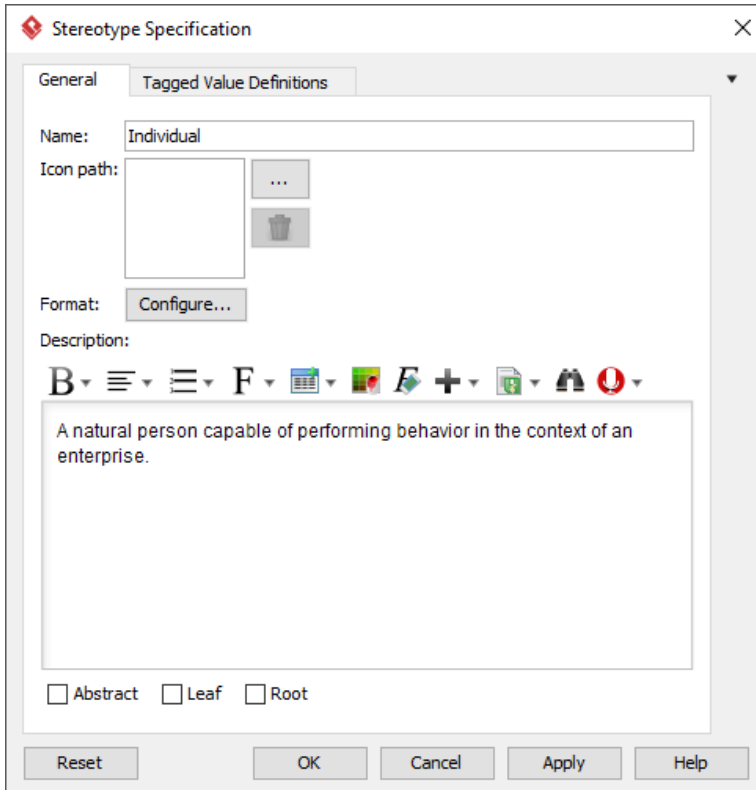 Stereotype Specification
General
Tagged Value Definitions
Name: Individual
Icon path:
...
Format: Configure...
Description:
B F F
A natural person capable of performing behavior in the context of an
enterprise.
Abstract Leaf Root
Reset OK Cancel Apply Help